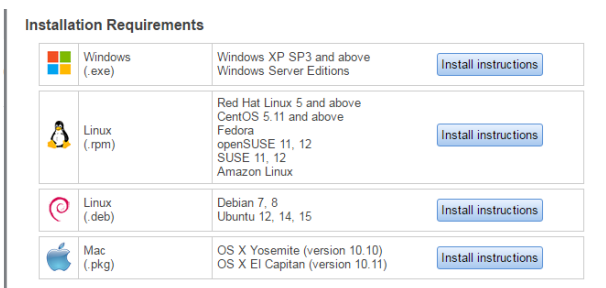 Installation Requirements
Windows
(.exe)
Windows XP SP3 and above
Windows Server Editions
Install instructions
Linux
(.rpm)
Red Hat Linux 5 and above
CentOS 5.11 and above
Fedora
openSUSE 11, 12
SUSE 11, 12
Amazon Linux
Install instructions
Linux
(.deb)
Debian 7, 8
Ubuntu 12, 14, 15
Install instructions
Mac
(.pkg)
OS X Yosemite (version 10.10)
OS X El Capitan (version 10.11)
Install instructions